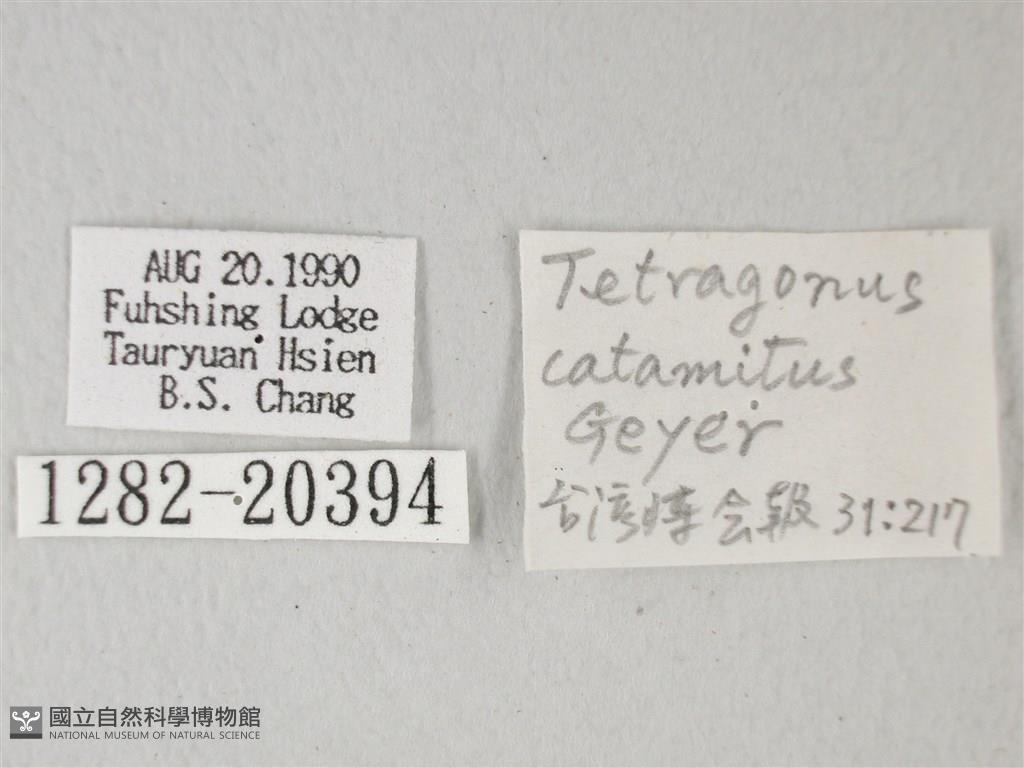 AUG 20.1990
Fuhshing Lodge
Tauryuan Hsien
B.S. Chang
1282-20394
Tetragonus
catamitus
Geyer
台湾博会報 31:217
國立自然科學博物館
NATIONAL MUSEUM OF NATURAL SCIENCE